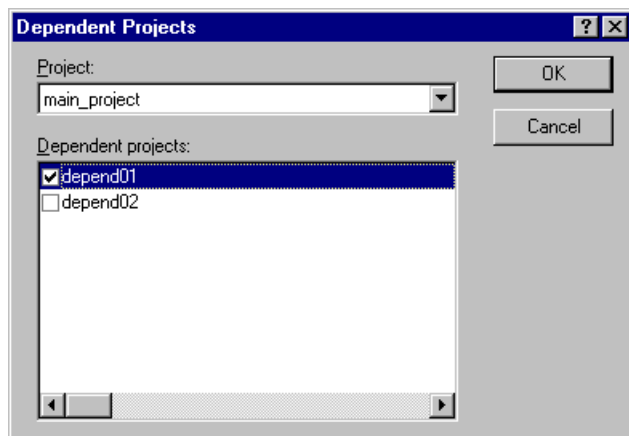 Dependent Projects
Project:
OK
main_project
Cancel
Dependent projects:
depend01
depend02